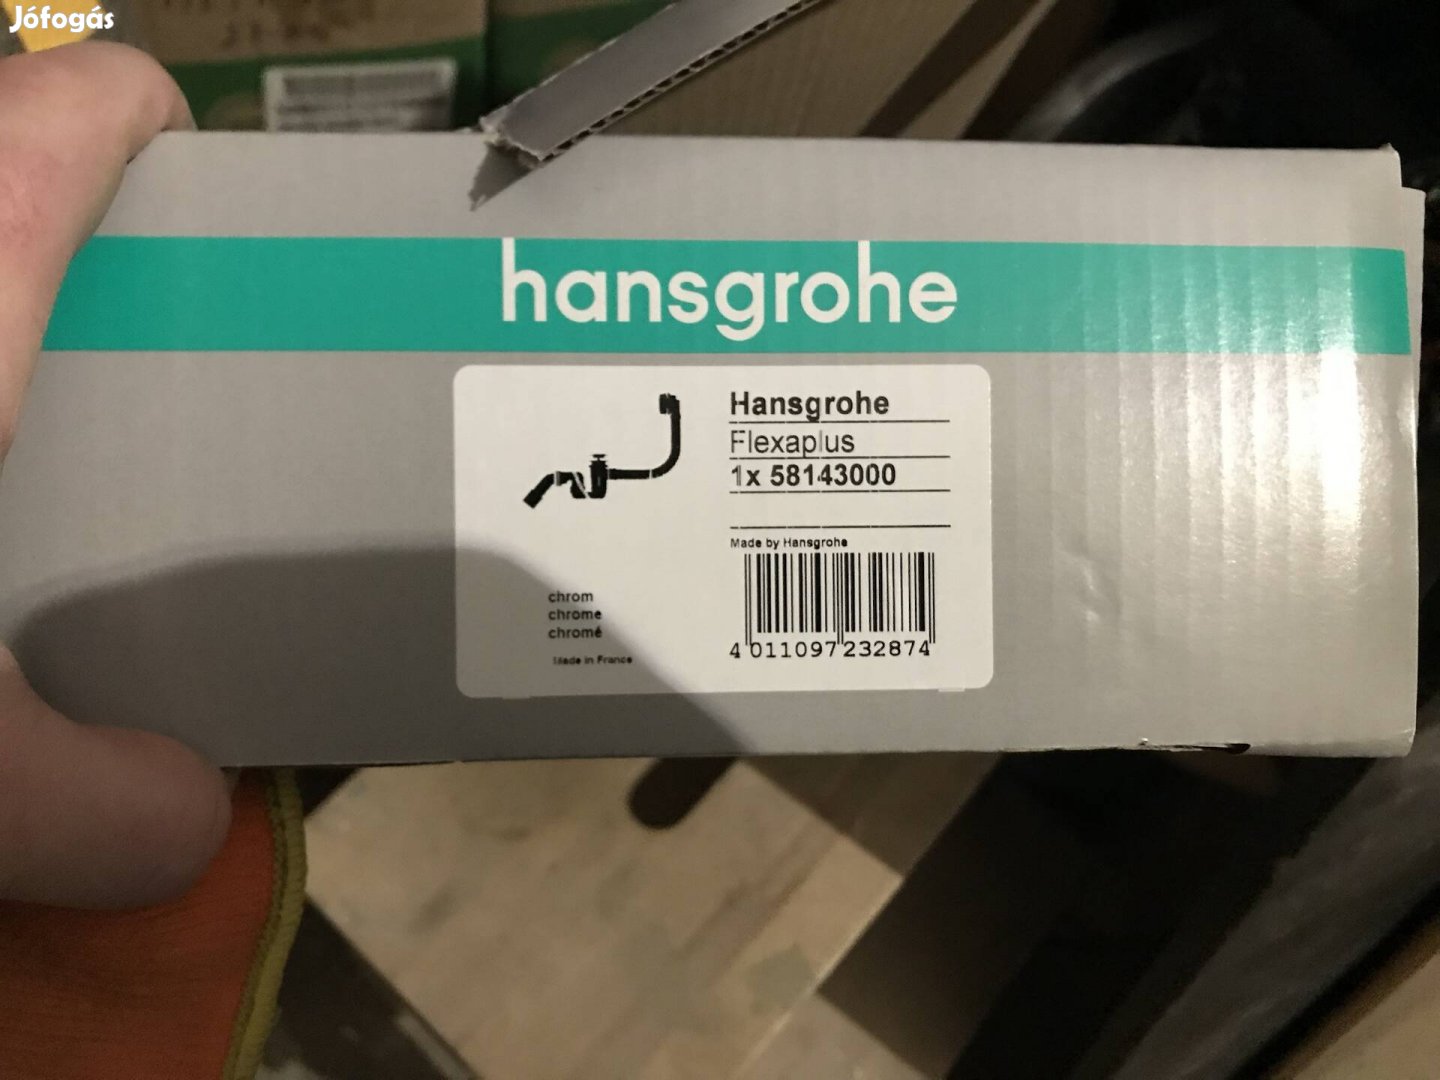 Jófogás
hansgrohe
Hansgrohe
Flexaplus
1x 58143000
Made by Hansgrohe
chrom
chrome
chromé
Made in France
4 011097 232874